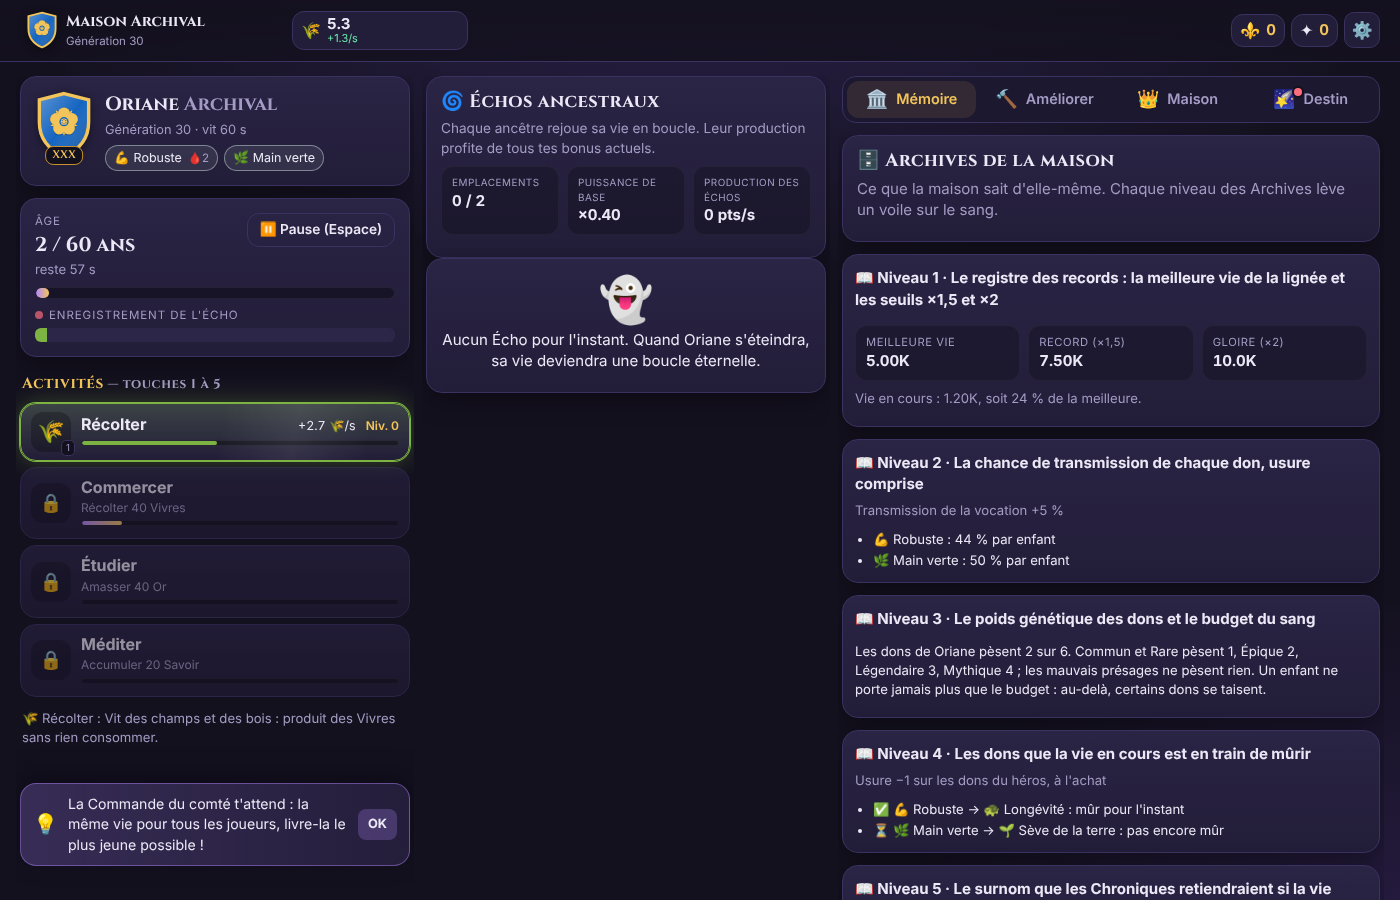 Maison Archival
Génération 30
5.3
+1.3/s
0
0
Oriane Archival
Génération 30 · vit 60 s
XXX
Robuste 2
Main verte
ÂGE
2 / 60 ans
Pause (Espace)
reste 57 s
ENREGISTREMENT DE L'ÉCHO
Activités — touches 1 à 5
Récolter
+2.7 /s Niv. 0
1
Commercer
Récolter 40 Vivres
Étudier
Amasser 40 Or
Méditer
Accumuler 20 Savoir
Récolter : Vit des champs et des bois : produit des Vivres
sans rien consommer.
La Commande du comté t'attend : la
même vie pour tous les joueurs, livre-la le
plus jeune possible !
OK
Échos ancestraux
Chaque ancêtre rejoue sa vie en boucle. Leur production
profite de tous tes bonus actuels.
EMPLACEMENTS
0 / 2
PUISSANCE DE
BASE
×0.40
PRODUCTION DES
ÉCHOS
0 pts/s
Aucun Écho pour l'instant. Quand Oriane s'éteindra,
sa vie deviendra une boucle éternelle.
Mémoire
Améliorer
Maison
Destin
Archives de la maison
Ce que la maison sait d'elle-même. Chaque niveau des Archives lève
un voile sur le sang.
Niveau 1 · Le registre des records : la meilleure vie de la lignée et
les seuils ×1,5 et ×2
MEILLEURE VIE
5.00K
RECORD (×1,5)
7.50K
GLOIRE (×2)
10.0K
Vie en cours : 1.20K, soit 24 % de la meilleure.
Niveau 2 · La chance de transmission de chaque don, usure
comprise
Transmission de la vocation +5 %
• Robuste : 44 % par enfant
• Main verte : 50 % par enfant
Niveau 3 · Le poids génétique des dons et le budget du sang
Les dons de Oriane pèsent 2 sur 6. Commun et Rare pèsent 1, Épique 2,
Légendaire 3, Mythique 4 ; les mauvais présages ne pèsent rien. Un enfant ne
porte jamais plus que le budget : au-delà, certains dons se taisent.
Niveau 4 · Les dons que la vie en cours est en train de mûrir
Usure −1 sur les dons du héros, à l'achat
• Robuste → Longévité : mûr pour l'instant
• Main verte → Sève de la terre : pas encore mûr
Niveau 5 · Le surnom que les Chroniques retiendraient si la vie